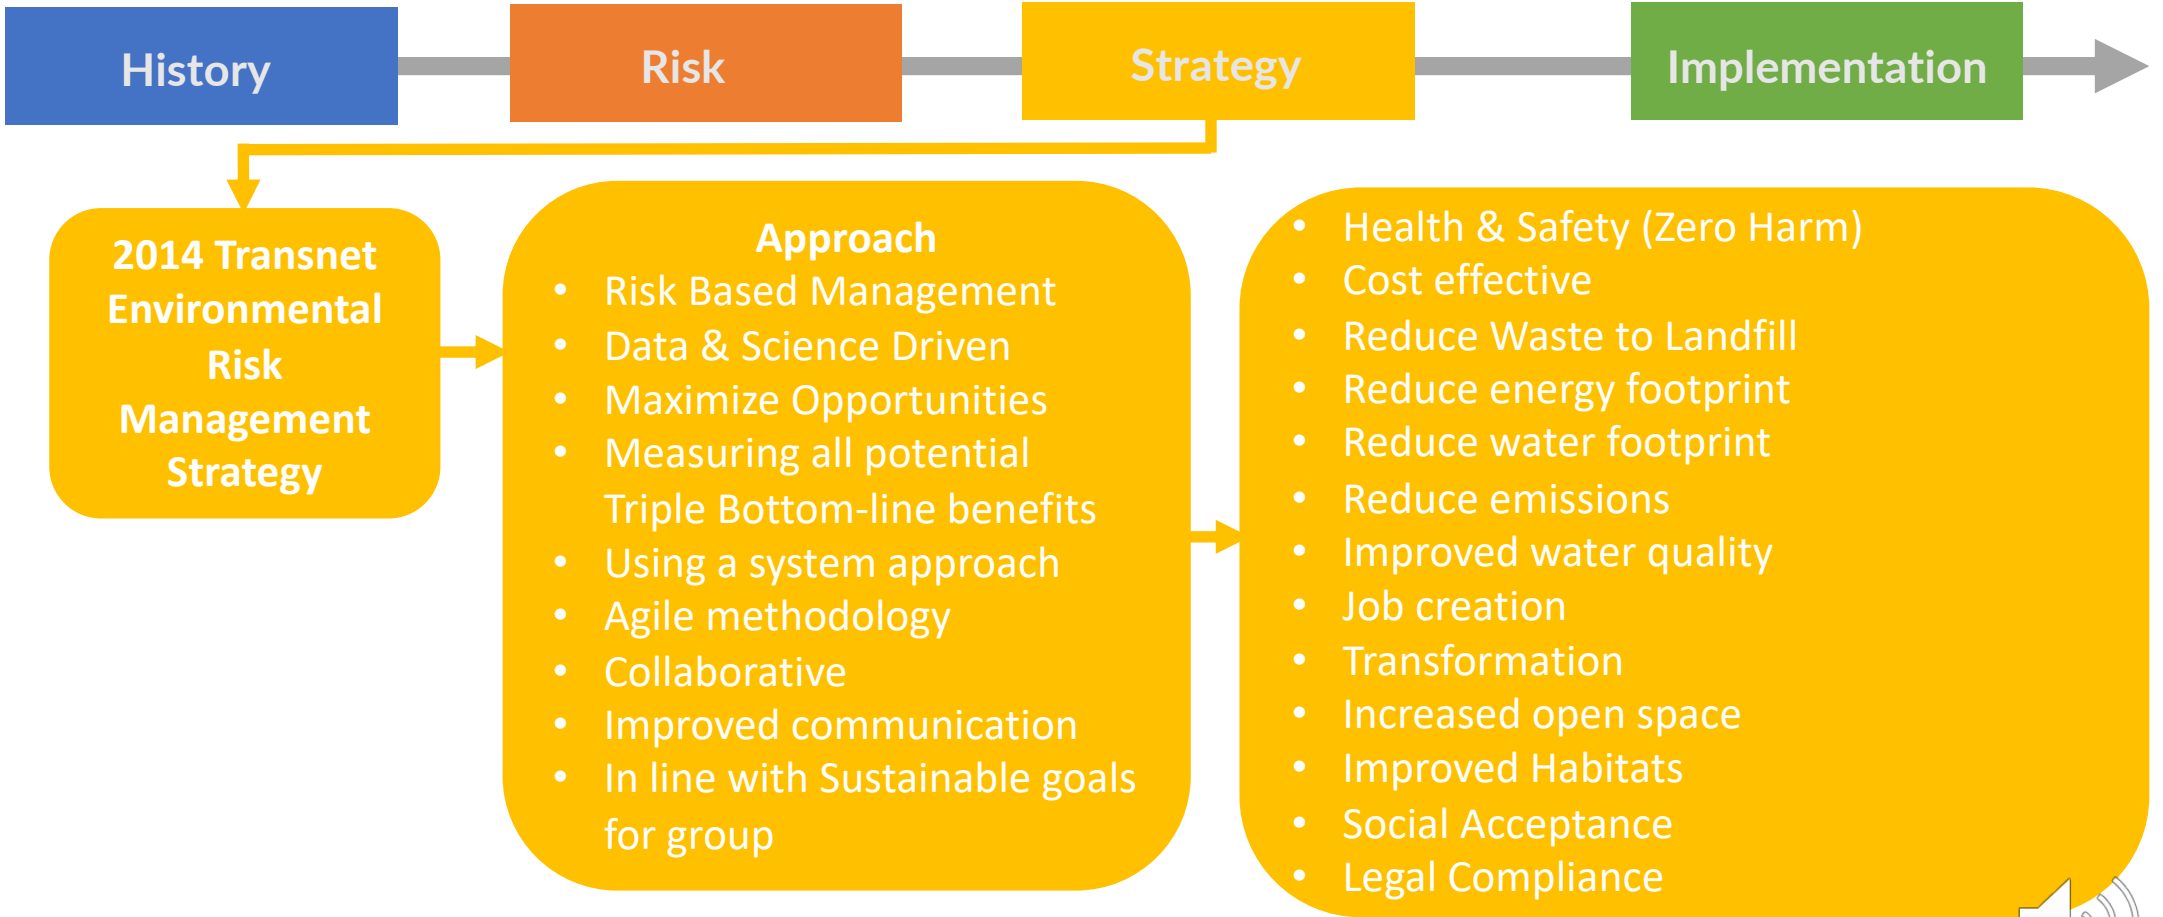 History
Risk
Strategy
Implementation
2014 Transnet
Environmental
Risk
Management
Strategy
Approach
• Risk Based Management
• Data & Science Driven
• Maximize Opportunities
• Measuring all potential
Triple Bottom-line benefits
• Using a system approach
• Agile methodology
• Collaborative
• Improved communication
• In line with Sustainable goals
for group
• Health & Safety (Zero Harm)
• Cost effective
• Reduce Waste to Landfill
• Reduce energy footprint
• Reduce water footprint
• Reduce emissions
• Improved water quality
• Job creation
• Transformation
• Increased open space
• Improved Habitats
• Social Acceptance
• Legal Compliance